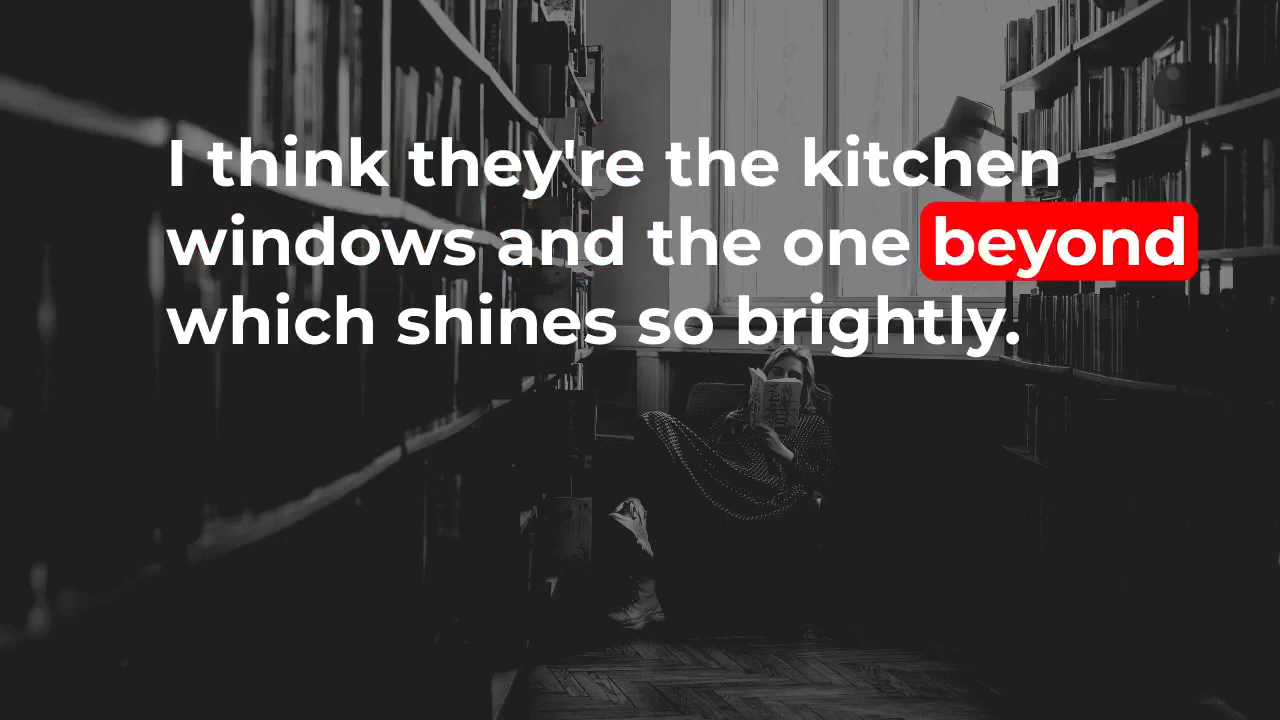 I think they're the kitchen
windows and the one beyond
which shines so brightly.